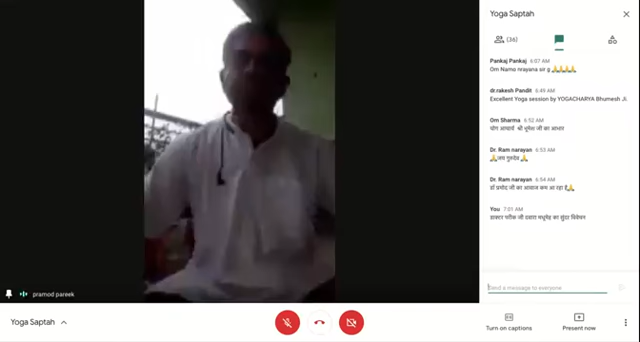 Yoga Saptah
(34)
Pankaj Pankaj 6:07 AM
Om Namo nrayana sir g🙏🙏🙏🙏
dr.rakesh Pandit 6:49 AM
Excellent Yoga session by YOGACHARYA Bhumesh Ji.
Om Sharma 6:52 AM
योग आचार्य श्री भूमेश जी का आभार
Dr. Ram narayan 6:53 AM
🙏जय गुरुदेव🙏
Dr. Ram narayan 6:54 AM
डॉ प्रमोद जी का आवाज कम आ रहा है🙏
You 7:01 AM
डाक्टर परीक जी दवारा मधुमेह का सुंदर विवेचन
pramod pareek
Send a message to everyone
Yoga Saptah
Turn on captions
Present now